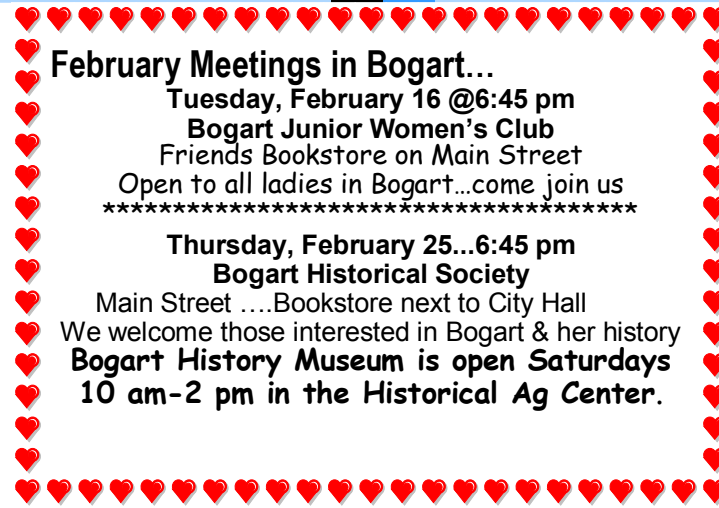 February Meetings in Bogart…
Tuesday, February 16 @6:45 pm
Bogart Junior Women's Club
Friends Bookstore on Main Street
Open to all ladies in Bogart…come join us
**************************************
Thursday, February 25...6:45 pm
Bogart Historical Society
Main Street ….Bookstore next to City Hall
We welcome those interested in Bogart & her history
Bogart History Museum is open Saturdays
10 am-2 pm in the Historical Ag Center.